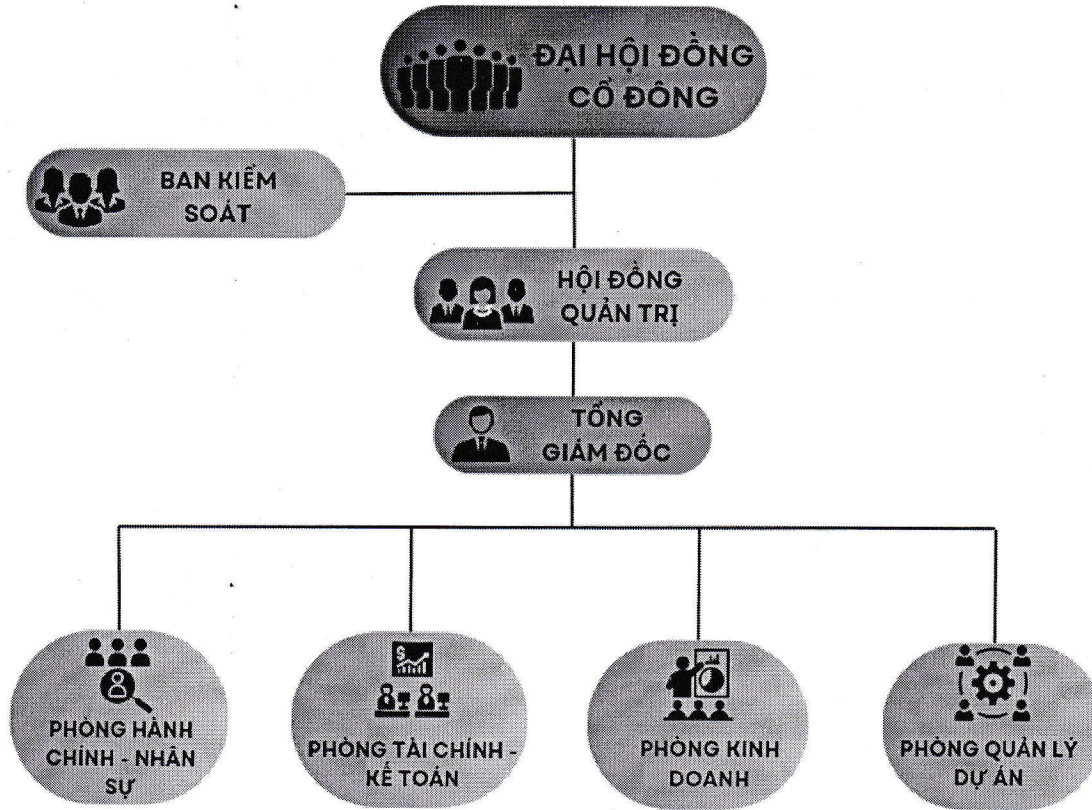 ĐẠI HỘI ĐỒNG
CỔ ĐÔNG
BAN KIỂM
SOÁT
HỘI ĐỒNG
QUẢN TRỊ
TỔNG
GIÁM ĐỐC
PHÒNG HÀNH
CHÍNH - NHÂN
SỰ
PHÒNG TÀI CHÍNH -
KẾ TOÁN
PHÒNG KINH
DOANH
PHÒNG QUẢN LÝ
DỰ ÁN